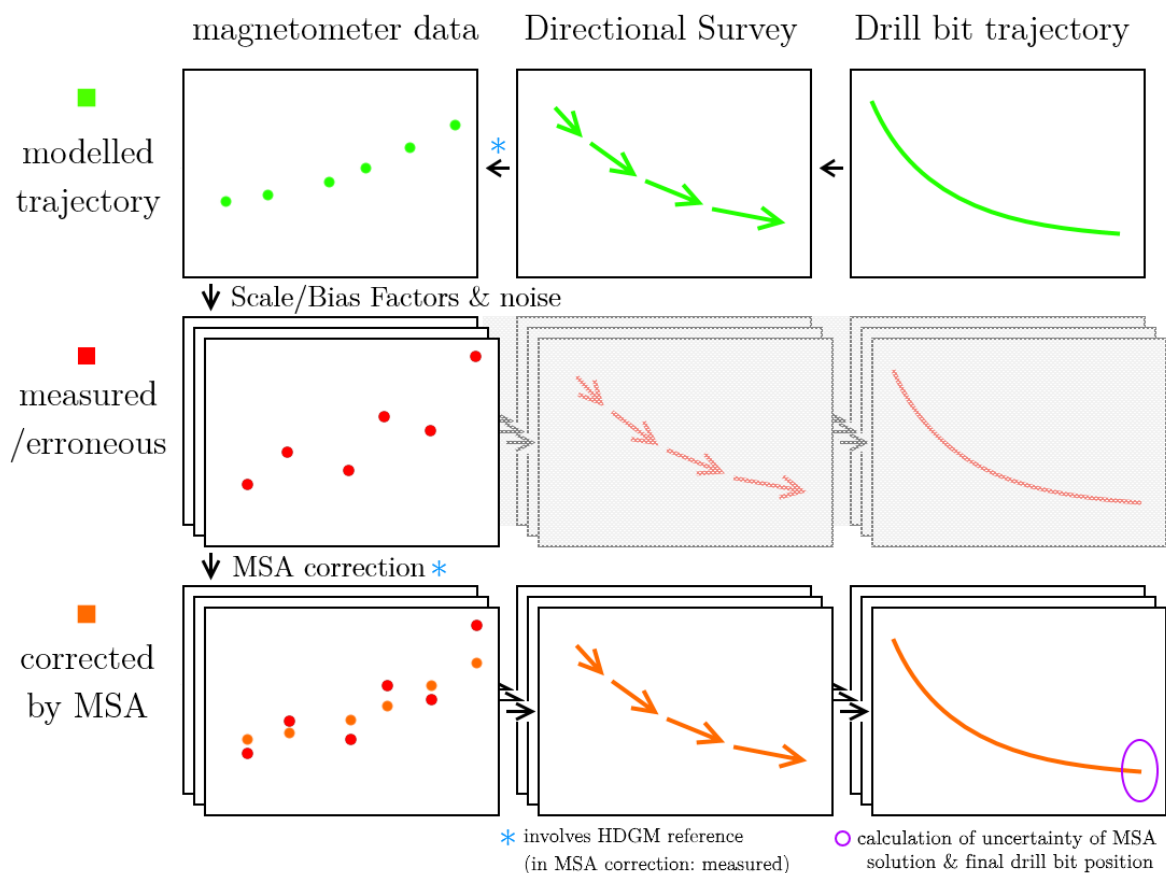 magnetometer data
Directional Survey
Drill bit trajectory
modelled
trajectory
*
Scale/Bias Factors & noise
measured
/erroneous
MSA correction *
corrected
by MSA
* involves HDGM reference
(in MSA correction: measured)
calculation of uncertainty of MSA
solution & final drill bit position